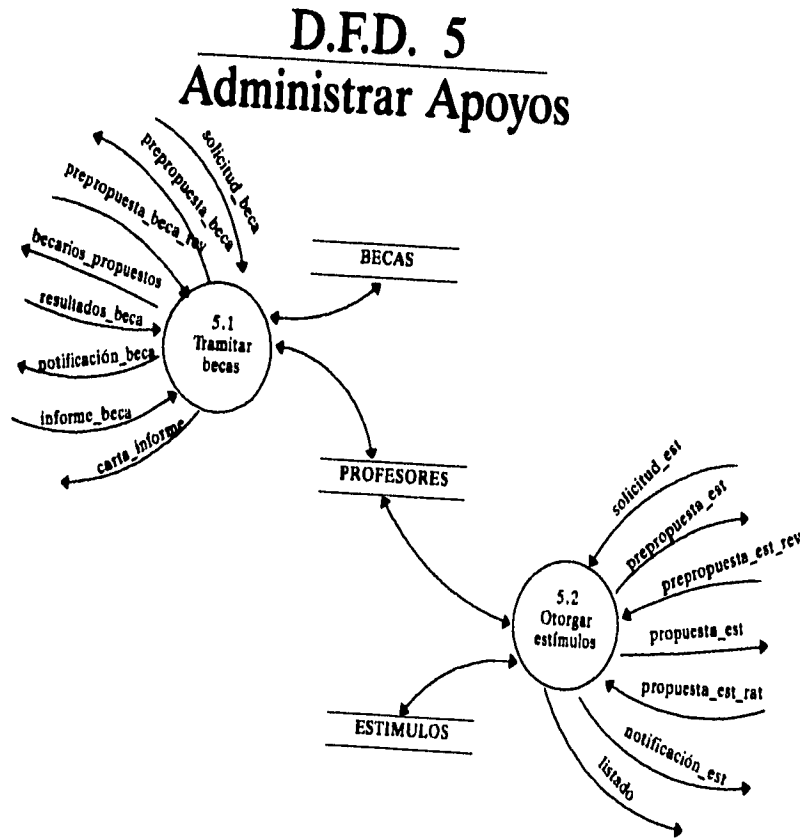 D.F.D. 5
Administrar Apoyos
solicitud_beca
prepropuesta_beca
prepropuesta_beca_rev
becarios_propuestos
resultados_beca
notificación_beca
informe_beca
carta_informe
5.1
Tramitar
becas
BECAS
PROFESORES
ESTIMULOS
5.2
Otorgar
estímulos
solicitud_est
prepropuesta_est
prepropuesta_est_rev
propuesta_est
propuesta_est_rat
notificación_est
listado